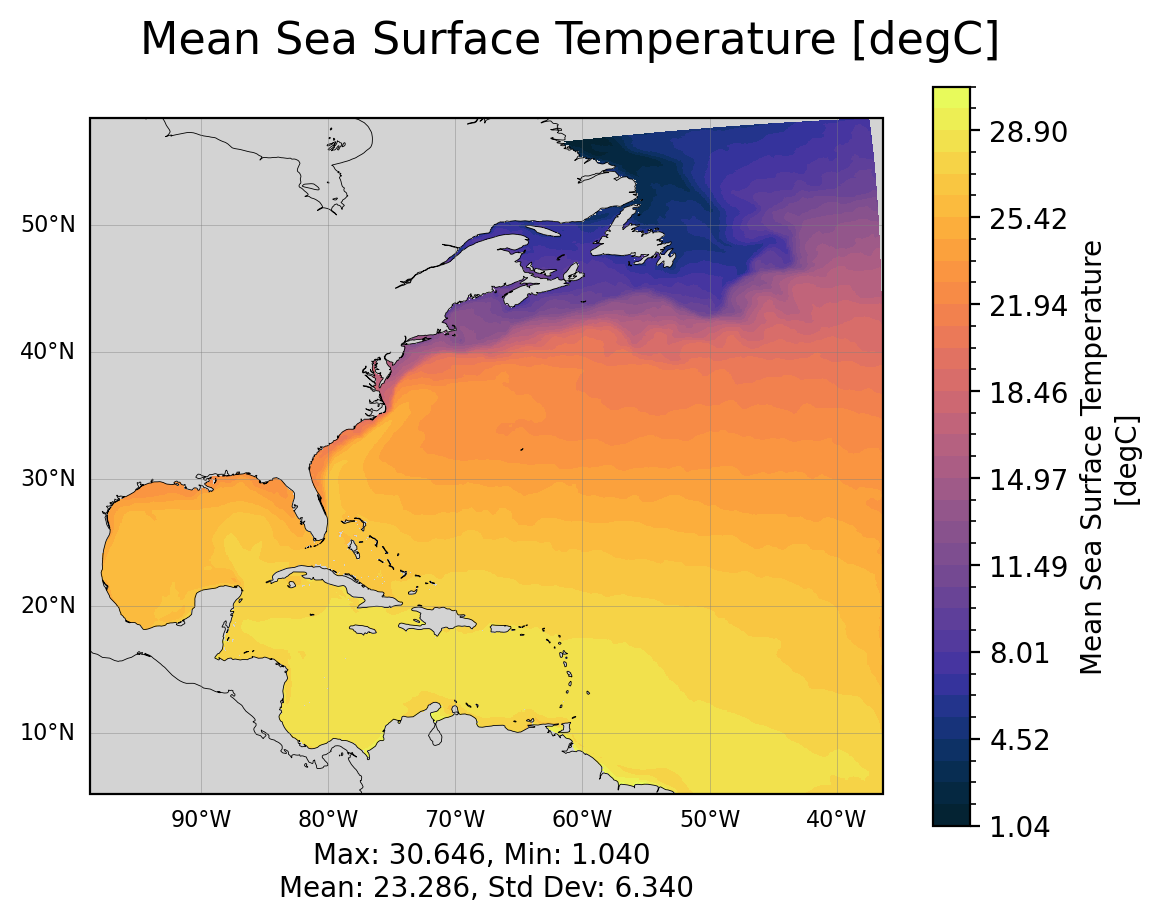 Mean Sea Surface Temperature [degC]
50°N
40°N
30°N
20°N
10°N
90°W
80°W
70°W
60°W
50°W
40°W
28.90
25.42
21.94
18.46
14.97
11.49
8.01
4.52
1.04
Mean Sea Surface Temperature
[degC]
Max: 30.646, Min: 1.040
Mean: 23.286, Std Dev: 6.340